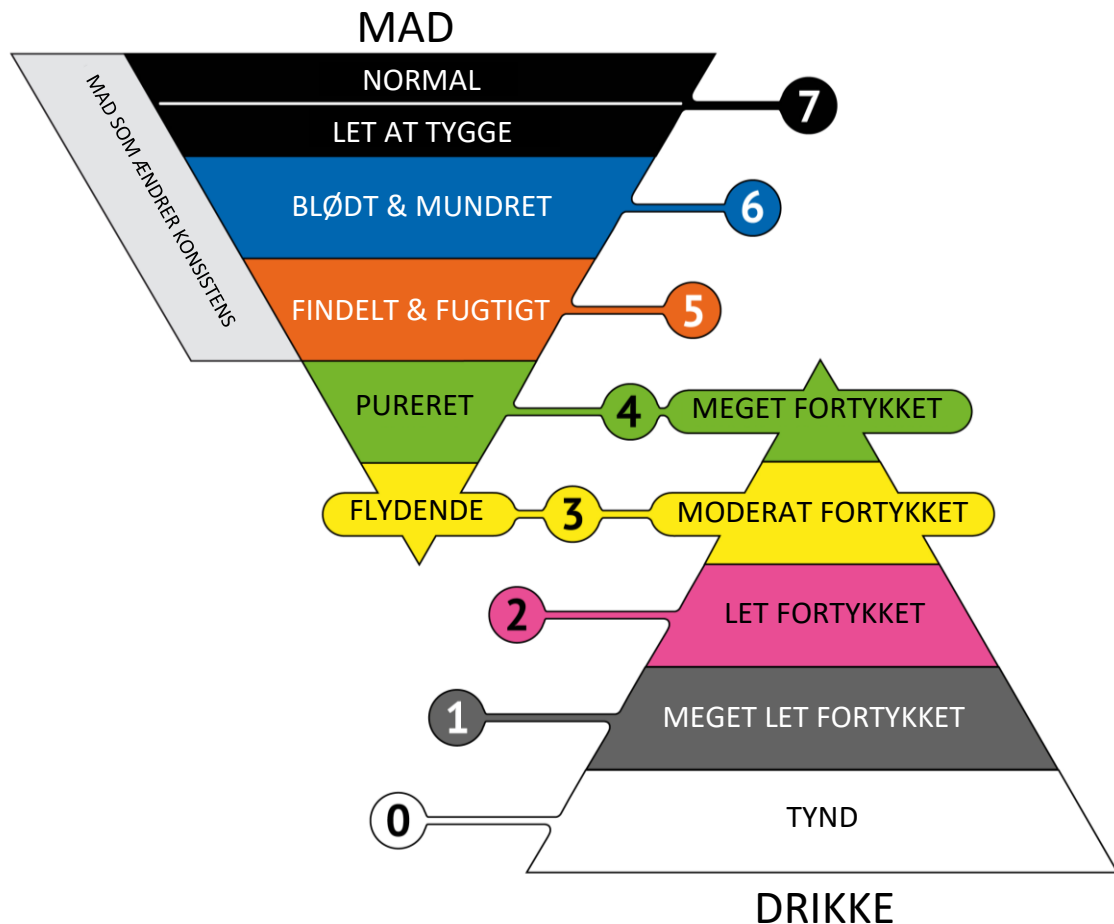 MAD
NORMAL
7
LET AT TYGGE
MAD SOM ÆNDRER KONSISTENS
BLØDT & MUNDRET
6
FINDELT & FUGTIGT
5
PURERET
4
MEGET FORTYKKET
FLYDENDE
3
MODERAT FORTYKKET
2
LET FORTYKKET
1
MEGET LET FORTYKKET
0
TYND
DRIKKE